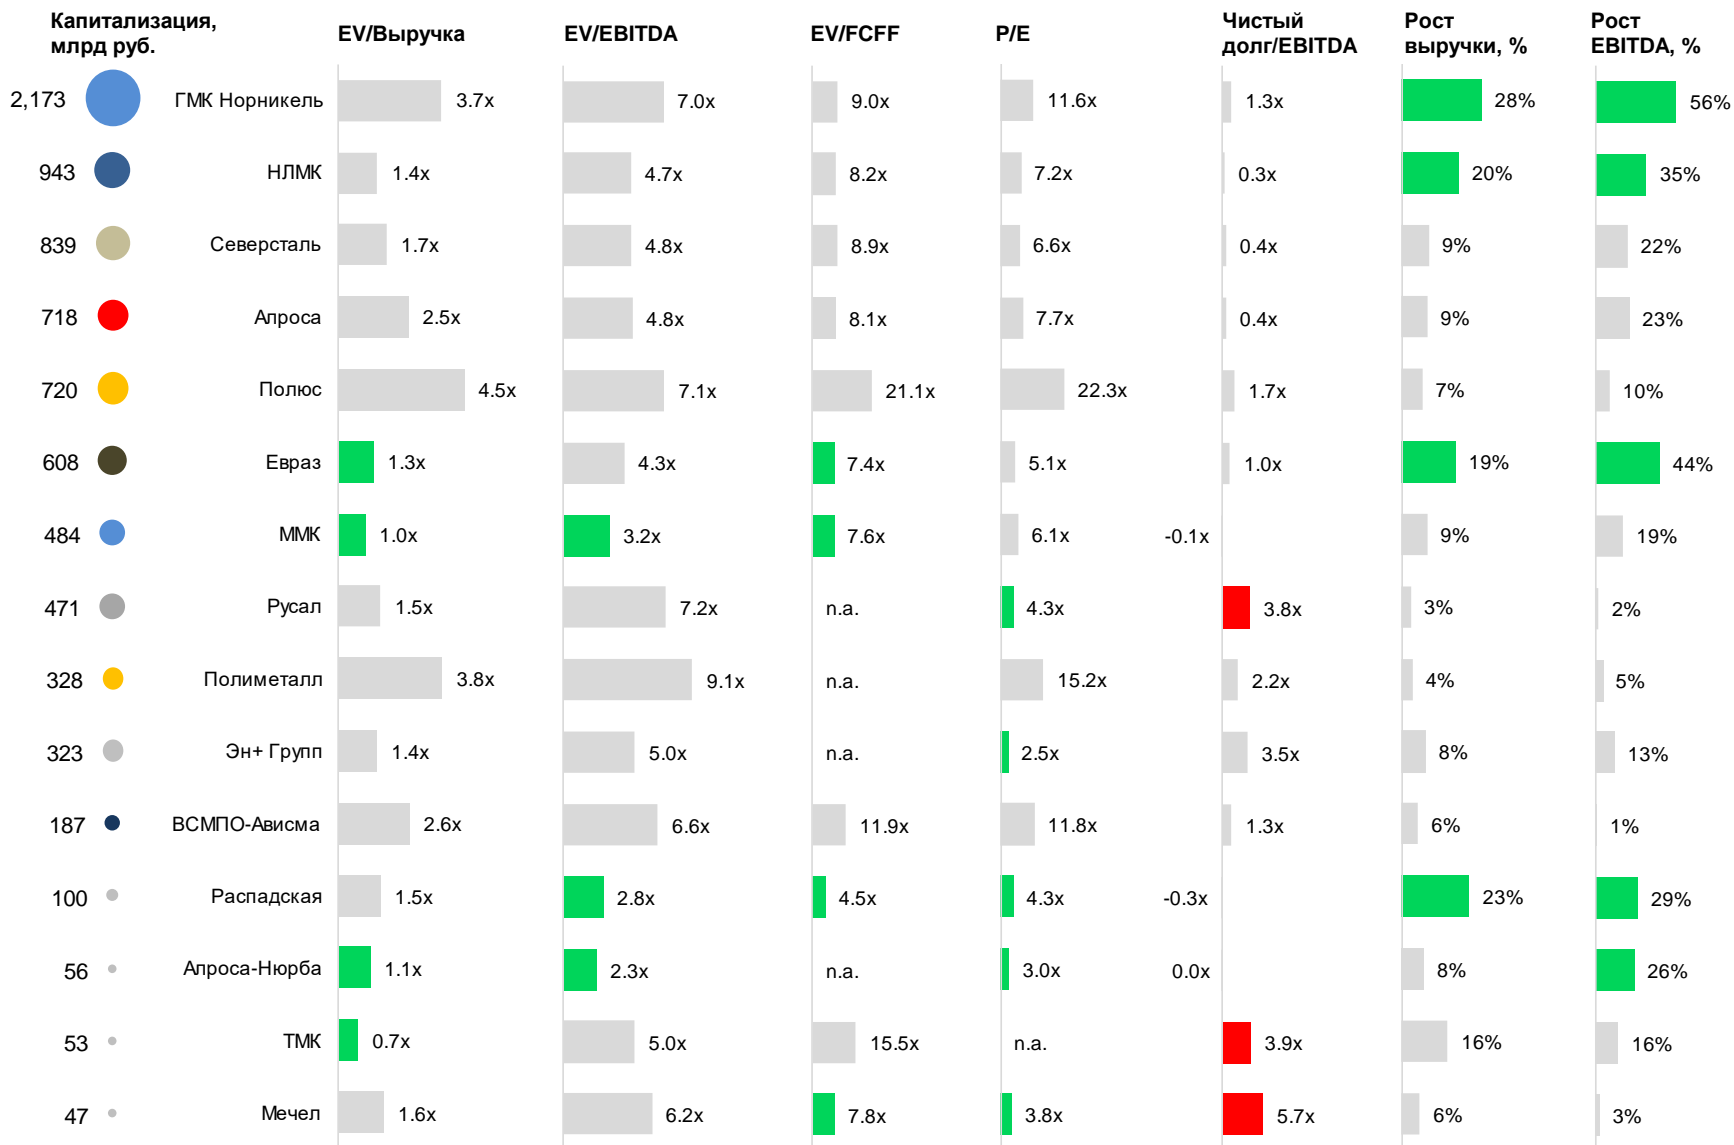 Капитализация, млрд руб. EV/Выручка EV/EBITDA EV/FCFF P/E Чистый долг/EBITDA Рост выручки, % Рост EBITDA, %
2,173 ГМК Норникель 3.7x 7.0x 9.0x 11.6x 1.3x 28% 56%
943 НЛМК 1.4x 4.7x 8.2x 7.2x 0.3x 20% 35%
839 Северсталь 1.7x 4.8x 8.9x 6.6x 0.4x 9% 22%
718 Алроса 2.5x 4.8x 8.1x 7.7x 0.4x 9% 23%
720 Полюс 4.5x 7.1x 21.1x 22.3x 1.7x 7% 10%
608 Евраз 1.3x 4.3x 7.4x 5.1x 1.0x 19% 44%
484 ММК 1.0x 3.2x 7.6x 6.1x -0.1x 9% 19%
471 Русал 1.5x 7.2x n.a. 4.3x 3.8x 3% 2%
328 Полиметалл 3.8x 9.1x n.a. 15.2x 2.2x 4% 5%
323 Эн+ Групп 1.4x 5.0x n.a. 2.5x 3.5x 8% 13%
187 ВСМПО-Ависма 2.6x 6.6x 11.9x 11.8x 1.3x 6% 1%
100 Распадская 1.5x 2.8x 4.5x 4.3x -0.3x 23% 29%
56 Алроса-Нюрба 1.1x 2.3x n.a. 3.0x 0.0x 8% 26%
53 ТМК 0.7x 5.0x 15.5x n.a. 3.9x 16% 16%
47 Мечел 1.6x 6.2x 7.8x 3.8x 5.7x 6% 3%